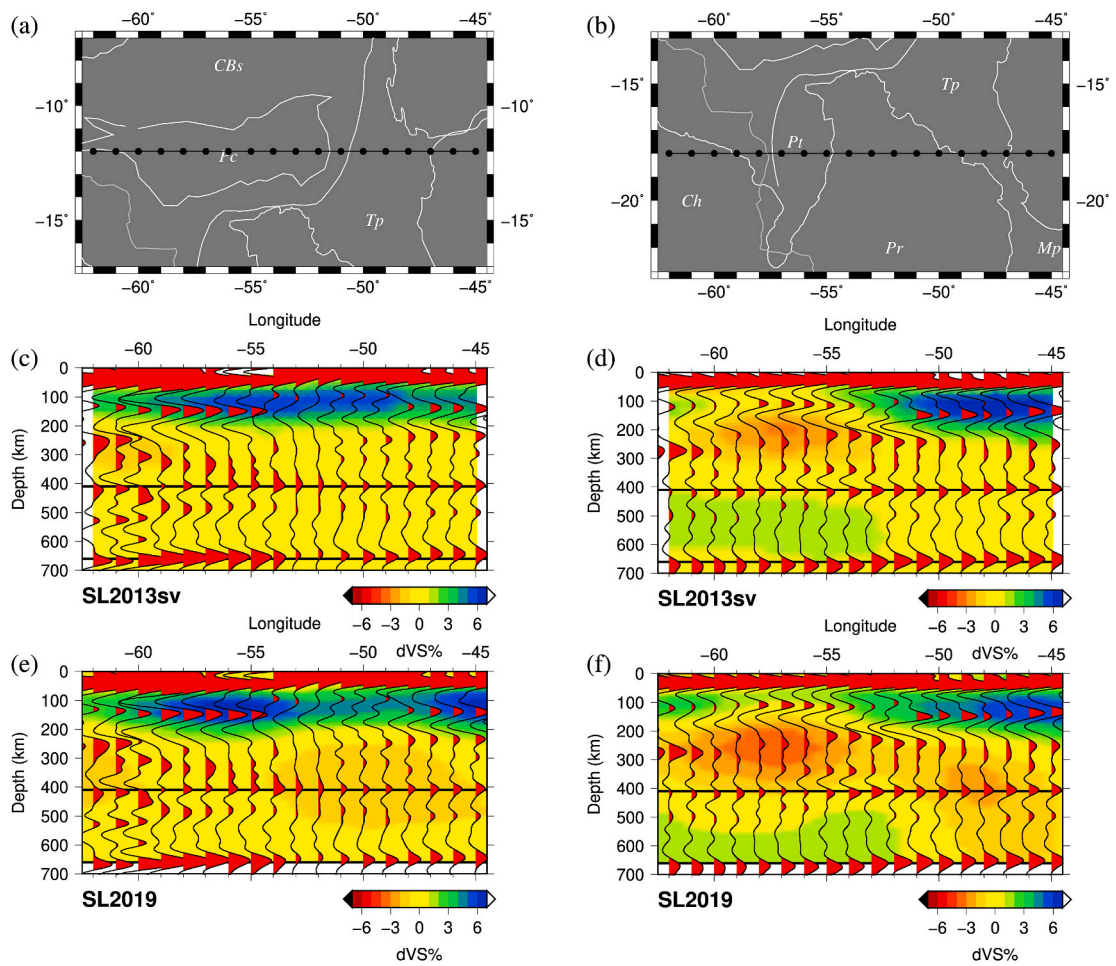 (a)
−60˚ −55˚ −50˚ −45˚
−10˚ −10˚
−15˚ −15˚
CBs
Fc
Tp
−60˚ −55˚ −50˚ −45˚
(b)
−60˚ −55˚ −50˚ −45˚
−15˚ −15˚
−20˚ −20˚
Tp
Pt
Ch
Pr
Mp
−60˚ −55˚ −50˚ −45˚
Longitude
(c)
−60 −55 −50 −45
Depth (km)
0
100
200
300
400
500
600
700
SL2013sv
−6 −3 0 3 6
dVS%
Longitude
(d)
−60 −55 −50 −45
Depth (km)
0
100
200
300
400
500
600
700
SL2013sv
−6 −3 0 3 6
dVS%
Longitude
(e)
−60 −55 −50 −45
Depth (km)
0
100
200
300
400
500
600
700
SL2019
−6 −3 0 3 6
dVS%
Longitude
(f)
−60 −55 −50 −45
Depth (km)
0
100
200
300
400
500
600
700
SL2019
−6 −3 0 3 6
dVS%